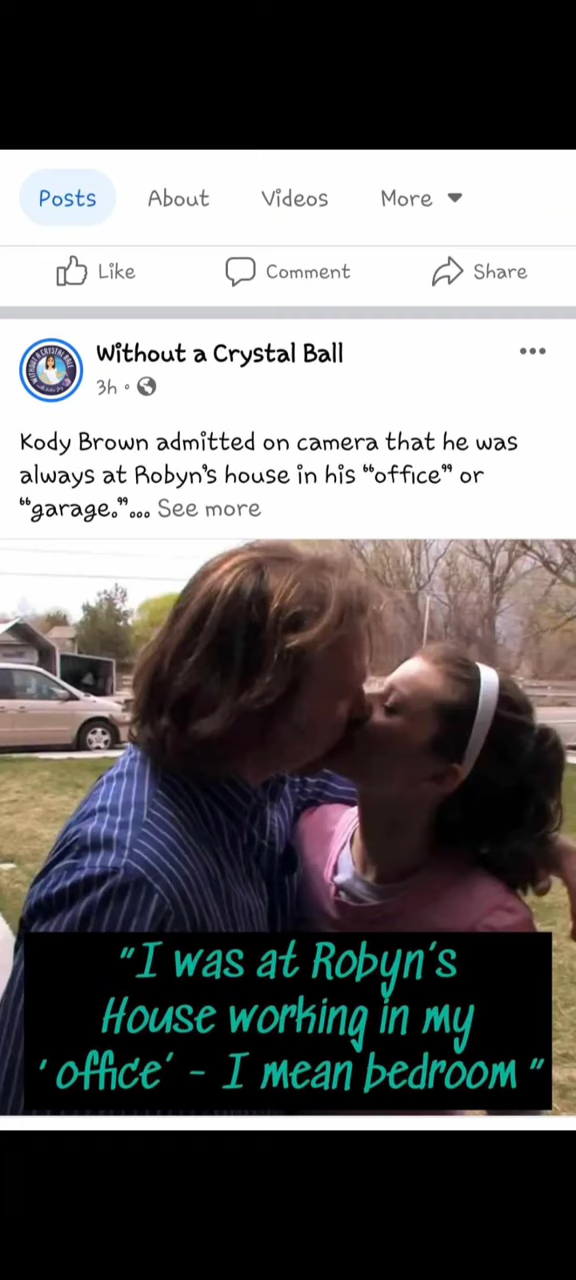 Posts About Videos More
Like Comment Share
Without a Crystal Ball
3h
Kody Brown admitted on camera that he was
always at Robyn's house in his “office” or
“garage.”... See more
“I was at Robyn's
House working in my
‘office’ - I mean bedroom”